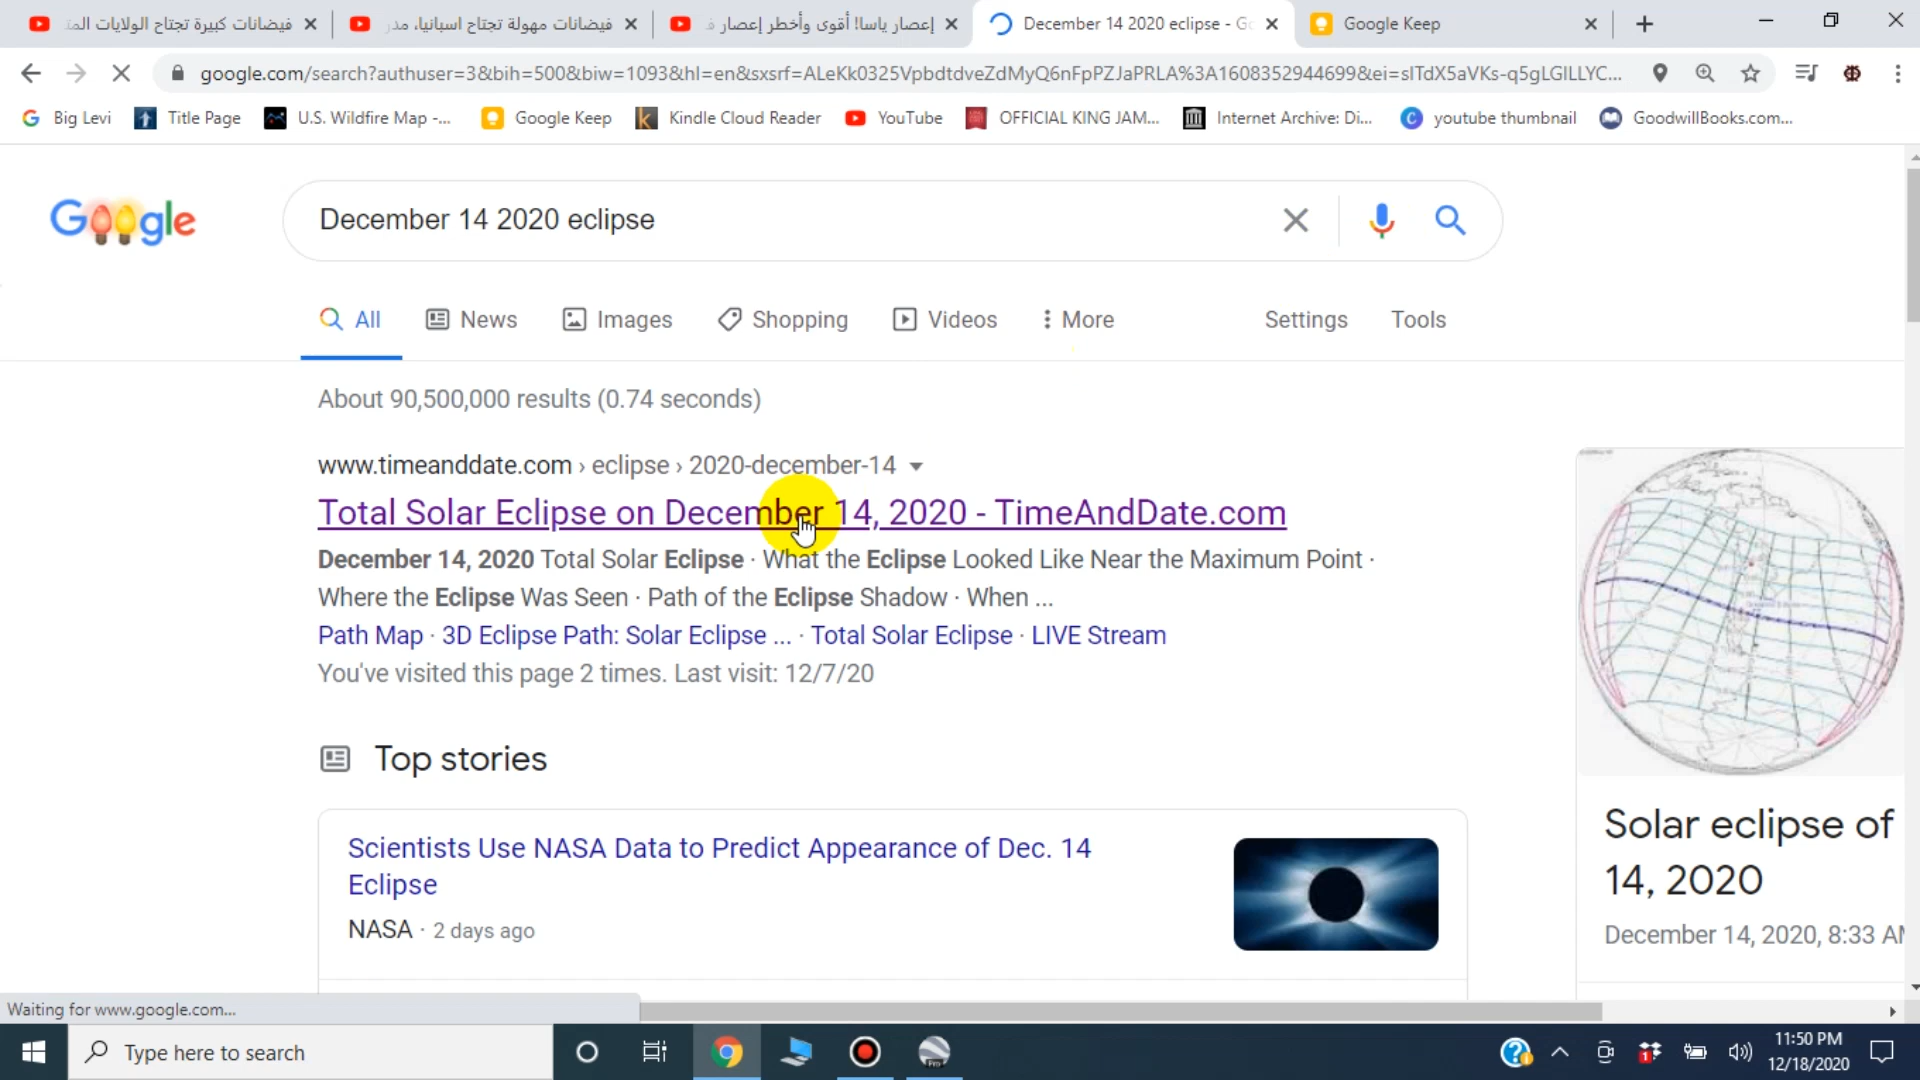 فيضانات كبيرة تجتاح الولايات
فيضانات مهولة تجتاح اسبانيا، مدر
إعصار ياسا! أقوى وأخطر إعصار ف
December 14 2020 eclipse - Go
Google Keep
google.com/search?authuser=3&bih=500&biw=1093&hl=en&sxsrf=ALeKk0325VpbdtdveZdMyQ6nFpPZJaPRLA%3A1608352944699&ei=sITdX5aVKs-q5gLGILLYC...
Big Levi
Title Page
U.S. Wildfire Map -...
Google Keep
Kindle Cloud Reader
YouTube
OFFICIAL KING JAM...
Internet Archive: Di...
youtube thumbnail
GoodwillBooks.com...
Google
December 14 2020 eclipse
All
News
Images
Shopping
Videos
More
Settings
Tools
About 90,500,000 results (0.74 seconds)
www.timeanddate.com › eclipse › 2020-december-14
Total Solar Eclipse on December 14, 2020 - TimeAndDate.com
December 14, 2020 Total Solar Eclipse · What the Eclipse Looked Like Near the Maximum Point ·
Where the Eclipse Was Seen · Path of the Eclipse Shadow · When ...
Path Map · 3D Eclipse Path: Solar Eclipse ... · Total Solar Eclipse · LIVE Stream
You've visited this page 2 times. Last visit: 12/7/20
Top stories
Scientists Use NASA Data to Predict Appearance of Dec. 14
Eclipse
NASA · 2 days ago
Solar eclipse of
14, 2020
December 14, 2020, 8:33 AM
Waiting for www.google.com...
Type here to search
1
11:50 PM
12/18/2020